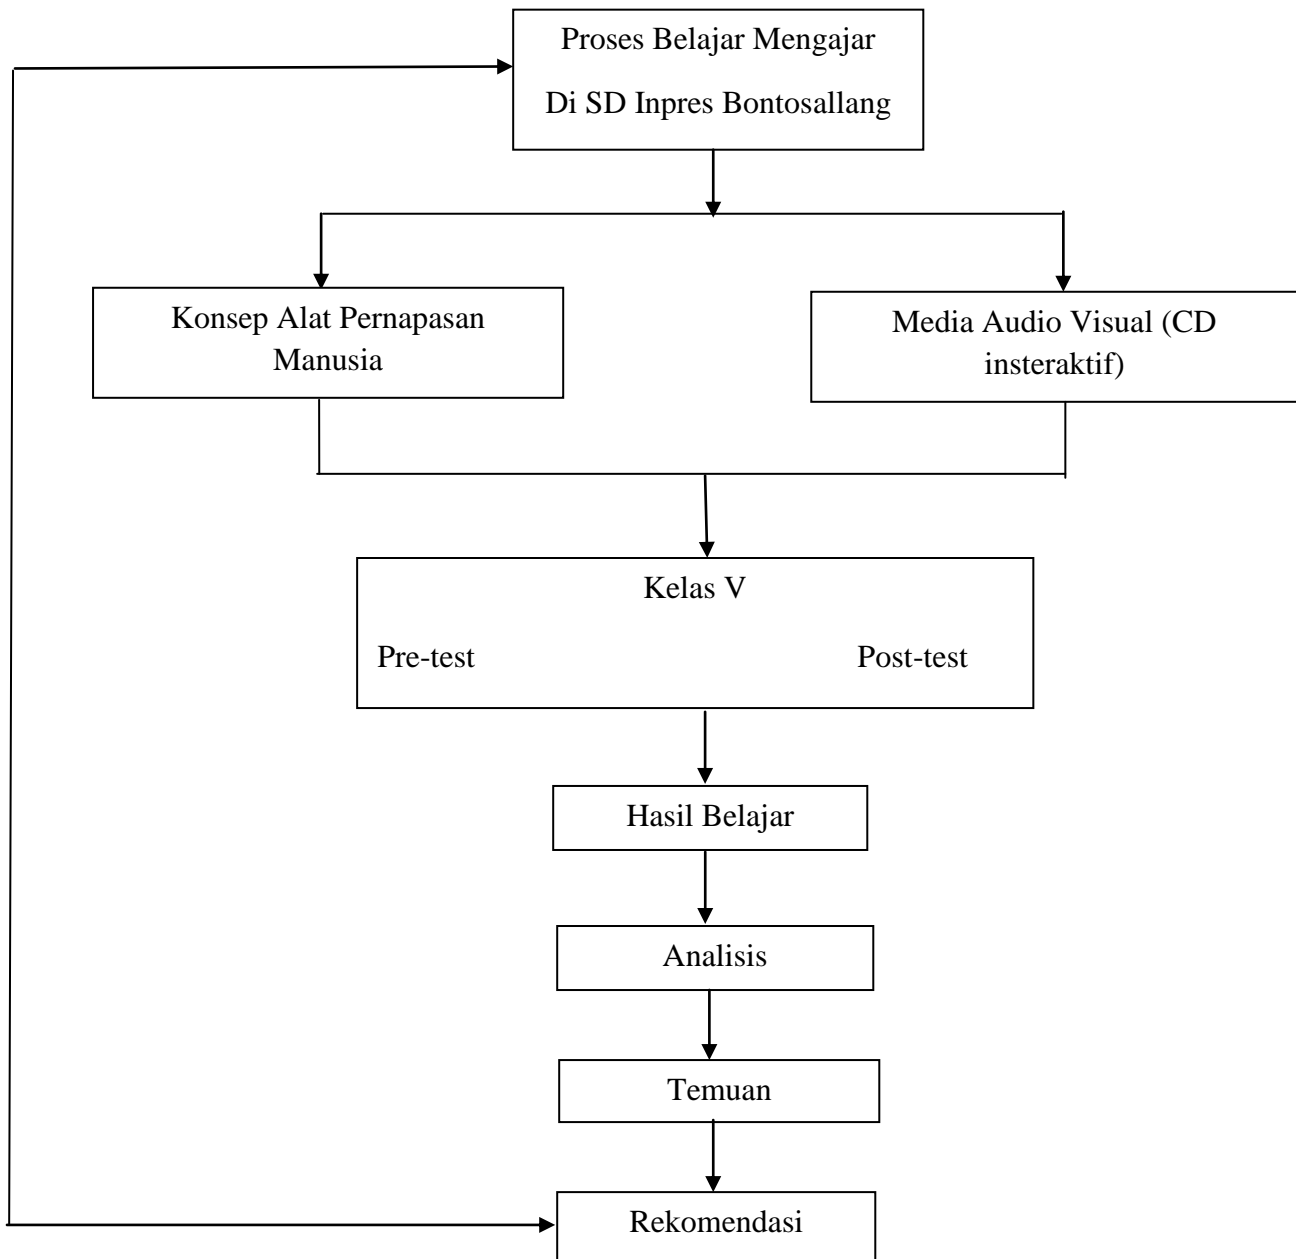 Proses Belajar Mengajar
Di SD Inpres Bontosallang
Konsep Alat Pernapasan
Manusia
Media Audio Visual (CD
insteraktif)
Kelas V
Pre-test Post-test
Hasil Belajar
Analisis
Temuan
Rekomendasi